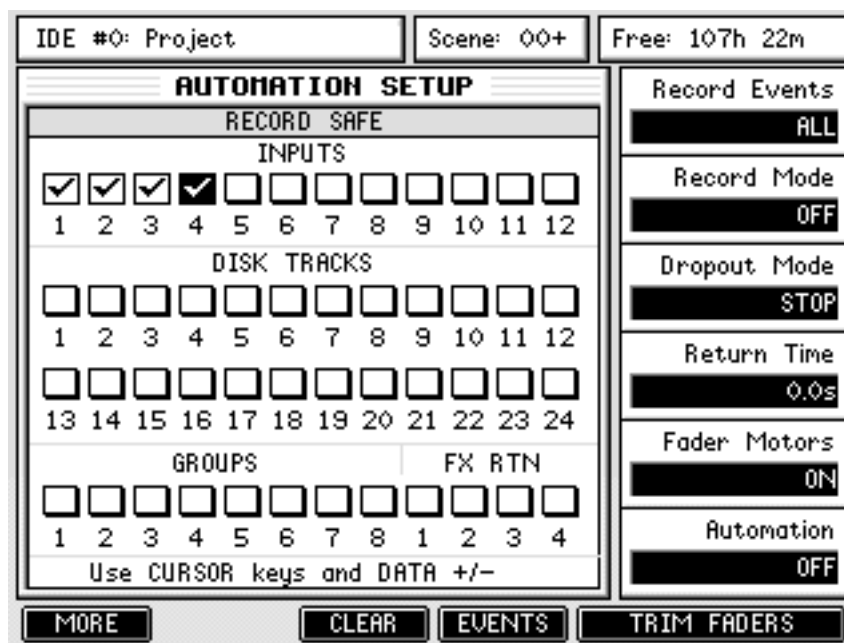 IDE #0: Project
Scene: 00+
Free: 107h 22m
AUTOMATION SETUP
RECORD SAFE
INPUTS
1 2 3 4 5 6 7 8 9 10 11 12
DISK TRACKS
1 2 3 4 5 6 7 8 9 10 11 12
13 14 15 16 17 18 19 20 21 22 23 24
GROUPS FX RTN
1 2 3 4 5 6 7 8 1 2 3 4
Use CURSOR keys and DATA +/-
Record Events
ALL
Record Mode
OFF
Dropout Mode
STOP
Return Time
0.0s
Fader Motors
ON
Automation
OFF
MORE CLEAR EVENTS TRIM FADERS